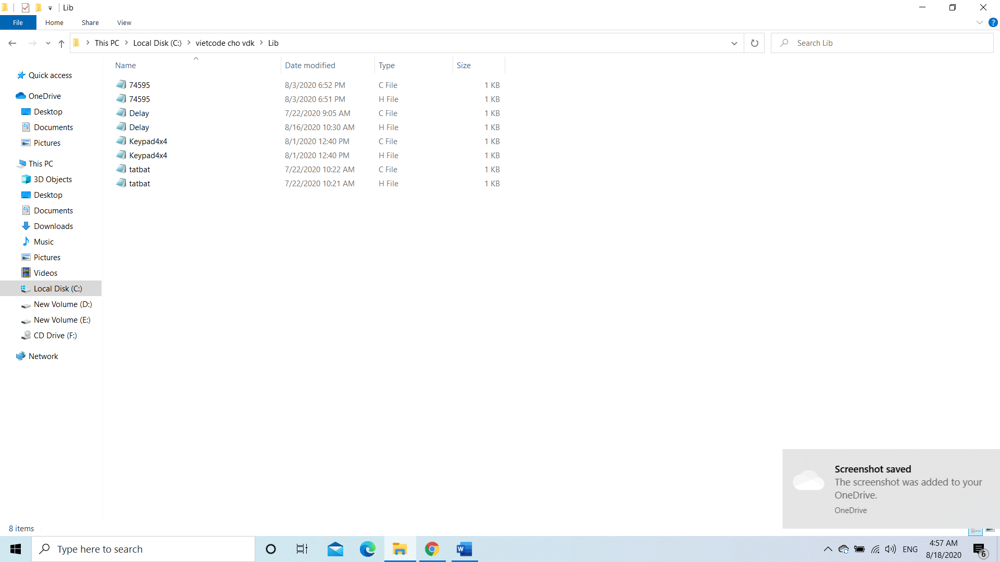 Lib
File Home Share View
This PC Local Disk (C:) vietcode cho vdk Lib
Search Lib
Name Date modified Type Size
74595 8/3/2020 6:52 PM C File 1 KB
74595 8/3/2020 6:51 PM H File 1 KB
Delay 7/22/2020 9:05 AM C File 1 KB
Delay 8/16/2020 10:30 AM H File 1 KB
Keypad4x4 8/1/2020 12:40 PM C File 1 KB
Keypad4x4 8/1/2020 12:40 PM H File 1 KB
tatbat 7/22/2020 10:22 AM C File 1 KB
tatbat 7/22/2020 10:21 AM H File 1 KB
Quick access
OneDrive
Desktop
Documents
Pictures
This PC
3D Objects
Desktop
Documents
Downloads
Music
Pictures
Videos
Local Disk (C:)
New Volume (D:)
New Volume (E:)
CD Drive (F:)
Network
Screenshot saved
The screenshot was added to your
OneDrive.
OneDrive
8 items
Type here to search
ENG
4:57 AM
8/18/2020
6